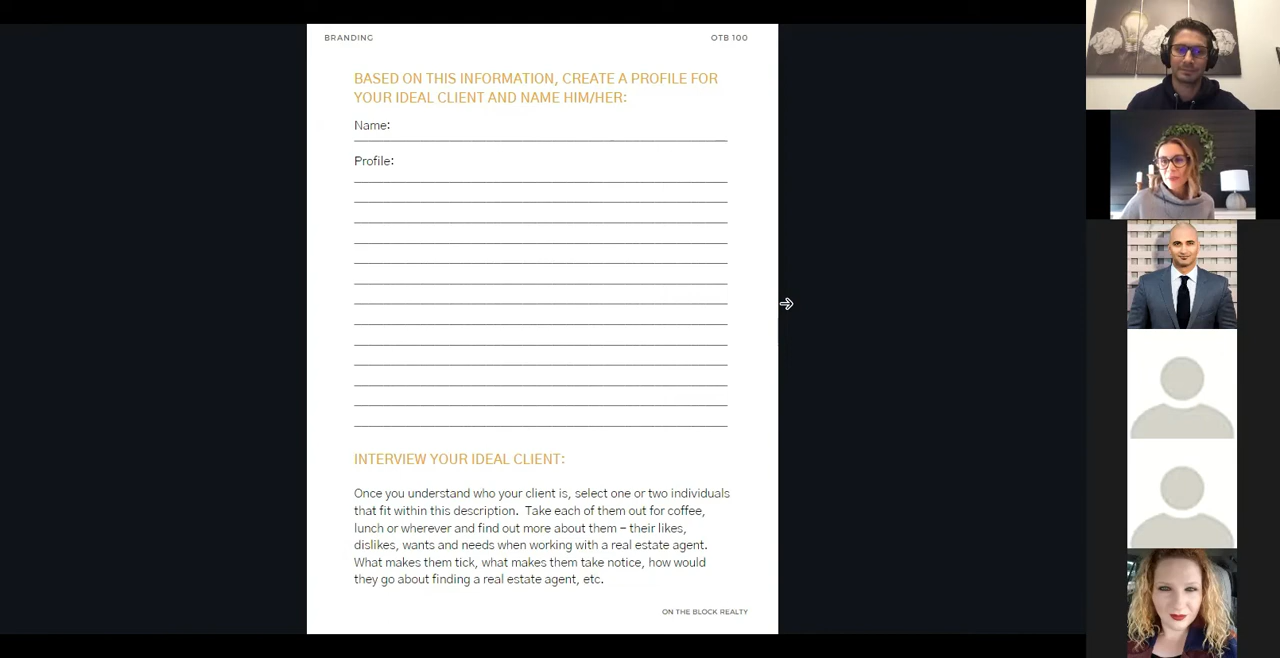 BRANDING
OTB 100
BASED ON THIS INFORMATION, CREATE A PROFILE FOR
YOUR IDEAL CLIENT AND NAME HIM/HER:
Name:
Profile:
INTERVIEW YOUR IDEAL CLIENT:
Once you understand who your client is, select one or two individuals
that fit within this description. Take each of them out for coffee,
lunch or wherever and find out more about them – their likes,
dislikes, wants and needs when working with a real estate agent.
What makes them tick, what makes them take notice, how would
they go about finding a real estate agent, etc.
ON THE BLOCK REALTY